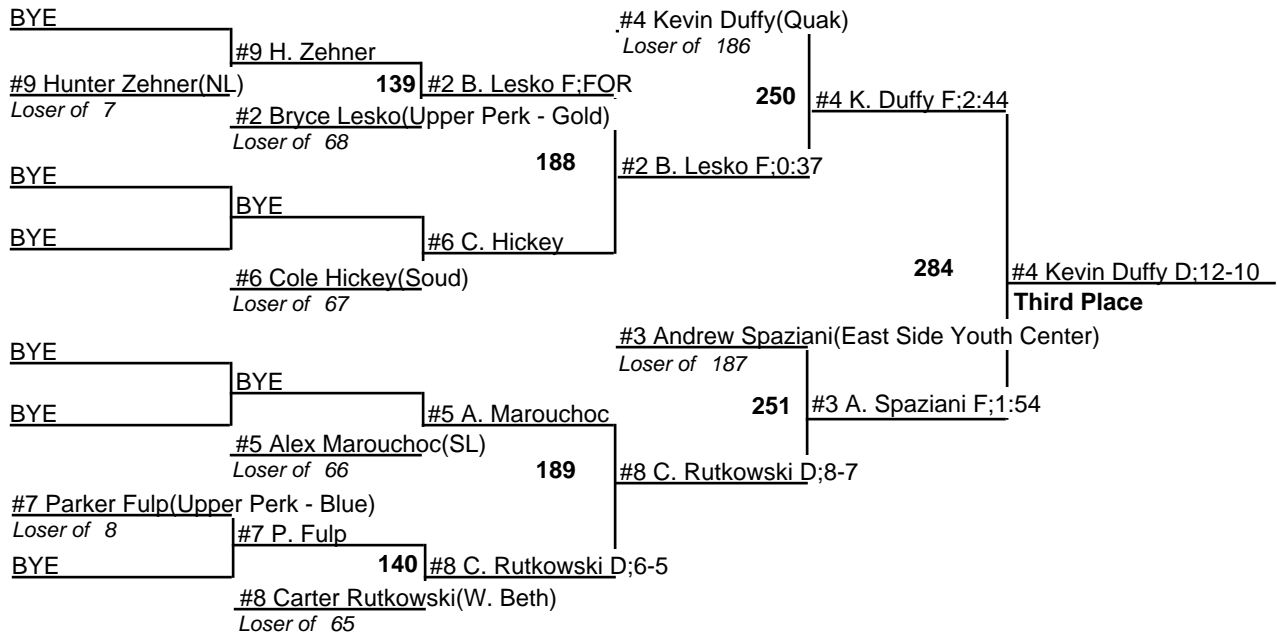 BYE
#9 H. Zehner
#9 Hunter Zehner(NL)
Loser of 7
139
#2 B. Lesko F;FOR
#2 Bryce Lesko(Upper Perk - Gold)
Loser of 68
188
BYE
BYE
BYE
#6 C. Hickey
#6 Cole Hickey(Soud)
Loser of 67
#4 Kevin Duffy(Quak)
Loser of 186
250
#4 K. Duffy F;2:44
#2 B. Lesko F;0:37
284
#4 Kevin Duffy D;12-10
Third Place
#3 Andrew Spaziani(East Side Youth Center)
Loser of 187
251
#3 A. Spaziani F;1:54
#8 C. Rutkowski D;8-7
BYE
BYE
BYE
#5 A. Marouchoc
#5 Alex Marouchoc(SL)
Loser of 66
189
#7 Parker Fulp(Upper Perk - Blue)
Loser of 8
#7 P. Fulp
BYE
140
#8 C. Rutkowski D;6-5
#8 Carter Rutkowski(W. Beth)
Loser of 65